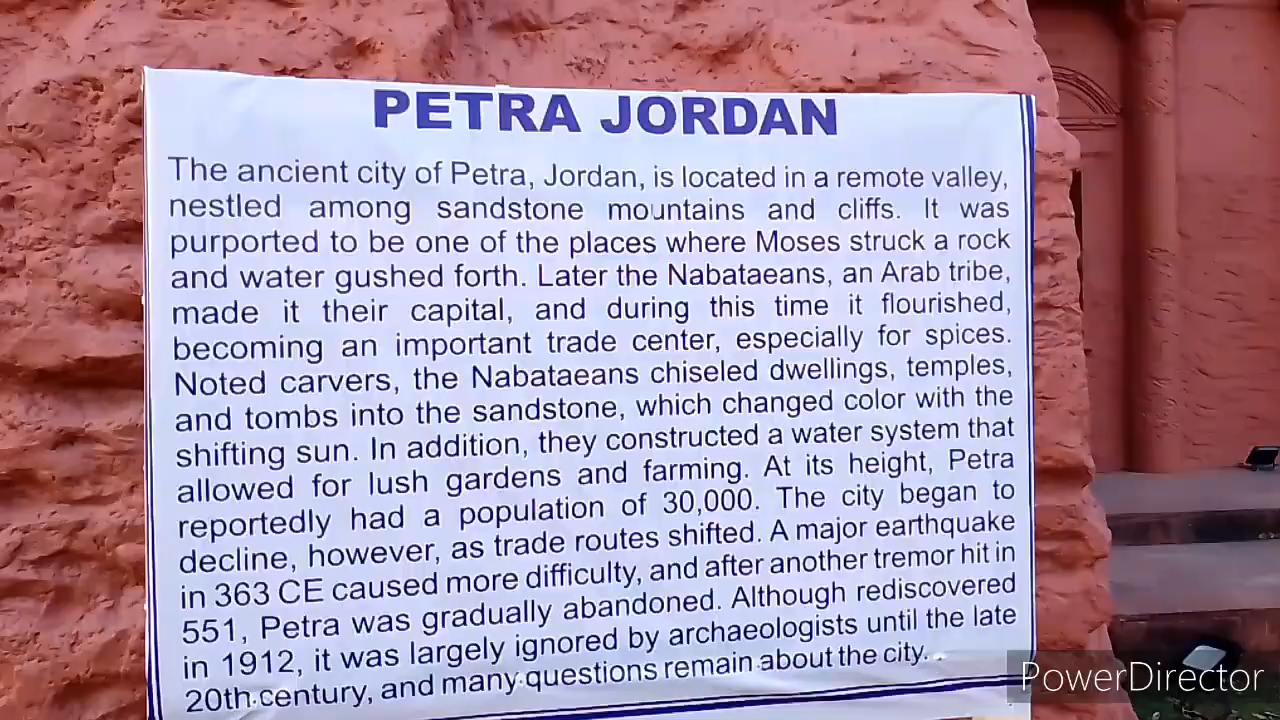 PETRA JORDAN
The ancient city of Petra, Jordan, is located in a remote valley,
nestled among sandstone mountains and cliffs. It was
purported to be one of the places where Moses struck a rock
and water gushed forth. Later the Nabataeans, an Arab tribe,
made it their capital, and during this time it flourished,
becoming an important trade center, especially for spices.
Noted carvers, the Nabataeans chiseled dwellings, temples,
and tombs into the sandstone, which changed color with the
shifting sun. In addition, they constructed a water system that
allowed for lush gardens and farming. At its height, Petra
reportedly had a population of 30,000. The city began to
decline, however, as trade routes shifted. A major earthquake
in 363 CE caused more difficulty, and after another tremor hit in
551, Petra was gradually abandoned. Although rediscovered
in 1912, it was largely ignored by archaeologists until the late
20th century, and many questions remain about the city.
PowerDirector